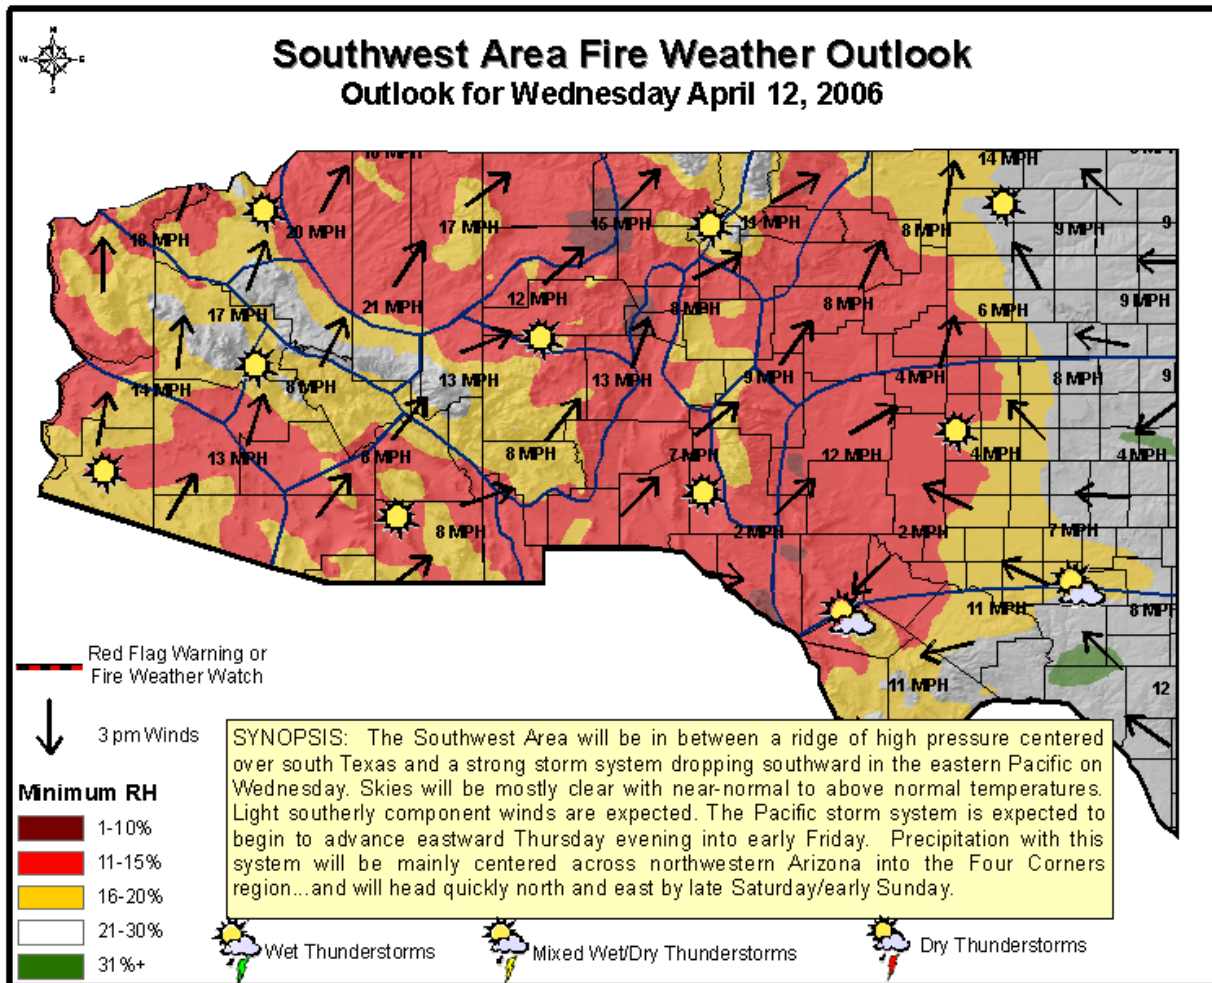 N
W E
S
Southwest Area Fire Weather Outlook
Outlook for Wednesday April 12, 2006
14 MPH
18 MPH
20 MPH
17 MPH
15 MPH
11 MPH
8 MPH
9 MPH
9
17 MPH
21 MPH
12 MPH
8 MPH
8 MPH
6 MPH
9 MPH
14 MPH
8 MPH
13 MPH
13 MPH
9 MPH
4 MPH
8 MPH
9
13 MPH
6 MPH
8 MPH
7 MPH
12 MPH
4 MPH
4 MPH
8 MPH
2 MPH
2 MPH
7 MPH
11 MPH
8 MPH
11 MPH
12
Red Flag Warning or
Fire Weather Watch
3 pm Winds
Minimum RH
1-10%
11-15%
16-20%
21-30%
31%+
SYNOPSIS: The Southwest Area will be in between a ridge of high pressure centered
over south Texas and a strong storm system dropping southward in the eastern Pacific on
Wednesday. Skies will be mostly clear with near-normal to above normal temperatures.
Light southerly component winds are expected. The Pacific storm system is expected to
begin to advance eastward Thursday evening into early Friday. Precipitation with this
system will be mainly centered across northwestern Arizona into the Four Corners
region...and will head quickly north and east by late Saturday/early Sunday.
Wet Thunderstorms
Mixed Wet/Dry Thunderstorms
Dry Thunderstorms